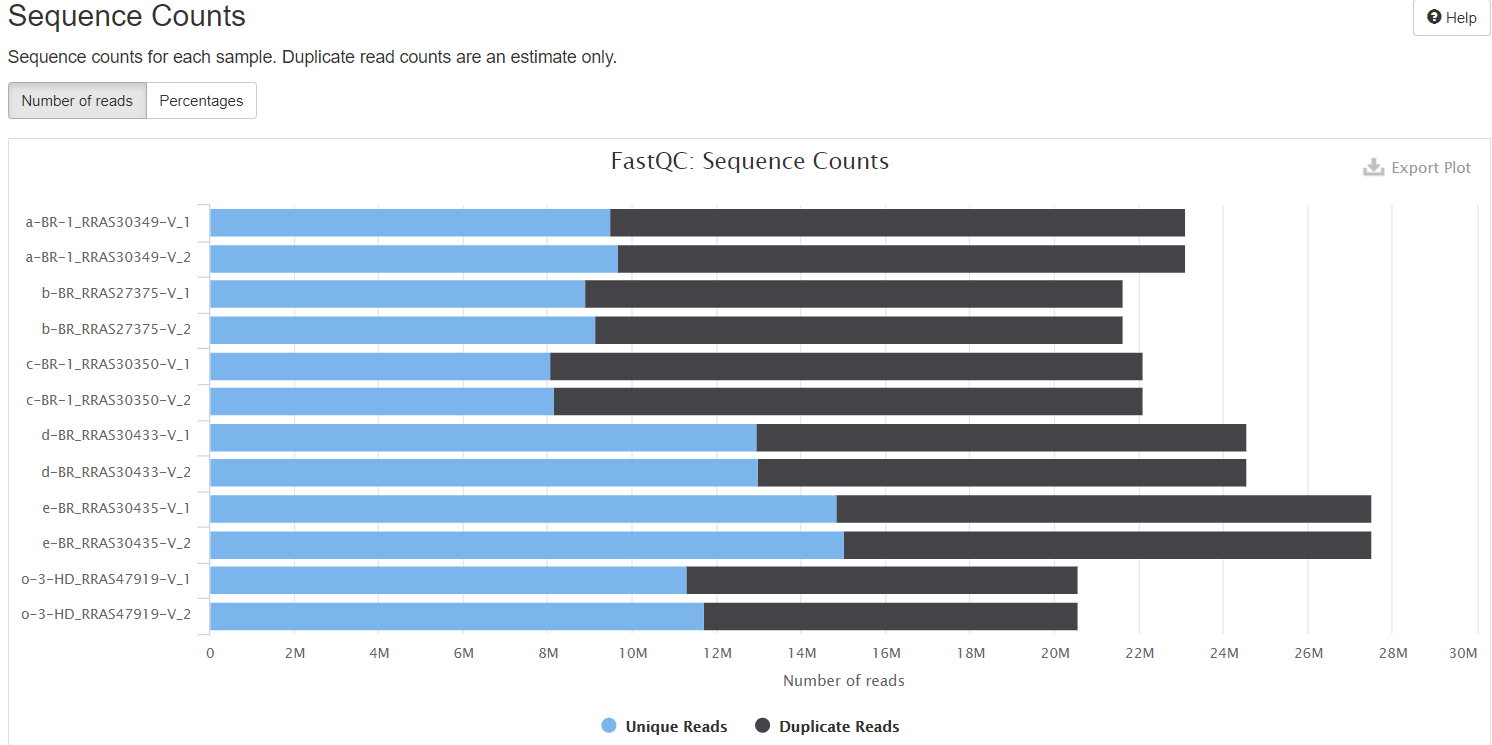 Sequence Counts
Help
Sequence counts for each sample. Duplicate read counts are an estimate only.
Number of reads Percentages
FastQC: Sequence Counts
Export Plot
a-BR-1_RRAS30349-V_1
a-BR-1_RRAS30349-V_2
b-BR_RRAS27375-V_1
b-BR_RRAS27375-V_2
c-BR-1_RRAS30350-V_1
c-BR-1_RRAS30350-V_2
d-BR_RRAS30433-V_1
d-BR_RRAS30433-V_2
e-BR_RRAS30435-V_1
e-BR_RRAS30435-V_2
o-3-HD_RRAS47919-V_1
o-3-HD_RRAS47919-V_2
0 2M 4M 6M 8M 10M 12M 14M 16M 18M 20M 22M 24M 26M 28M 30M
Number of reads
Unique Reads Duplicate Reads